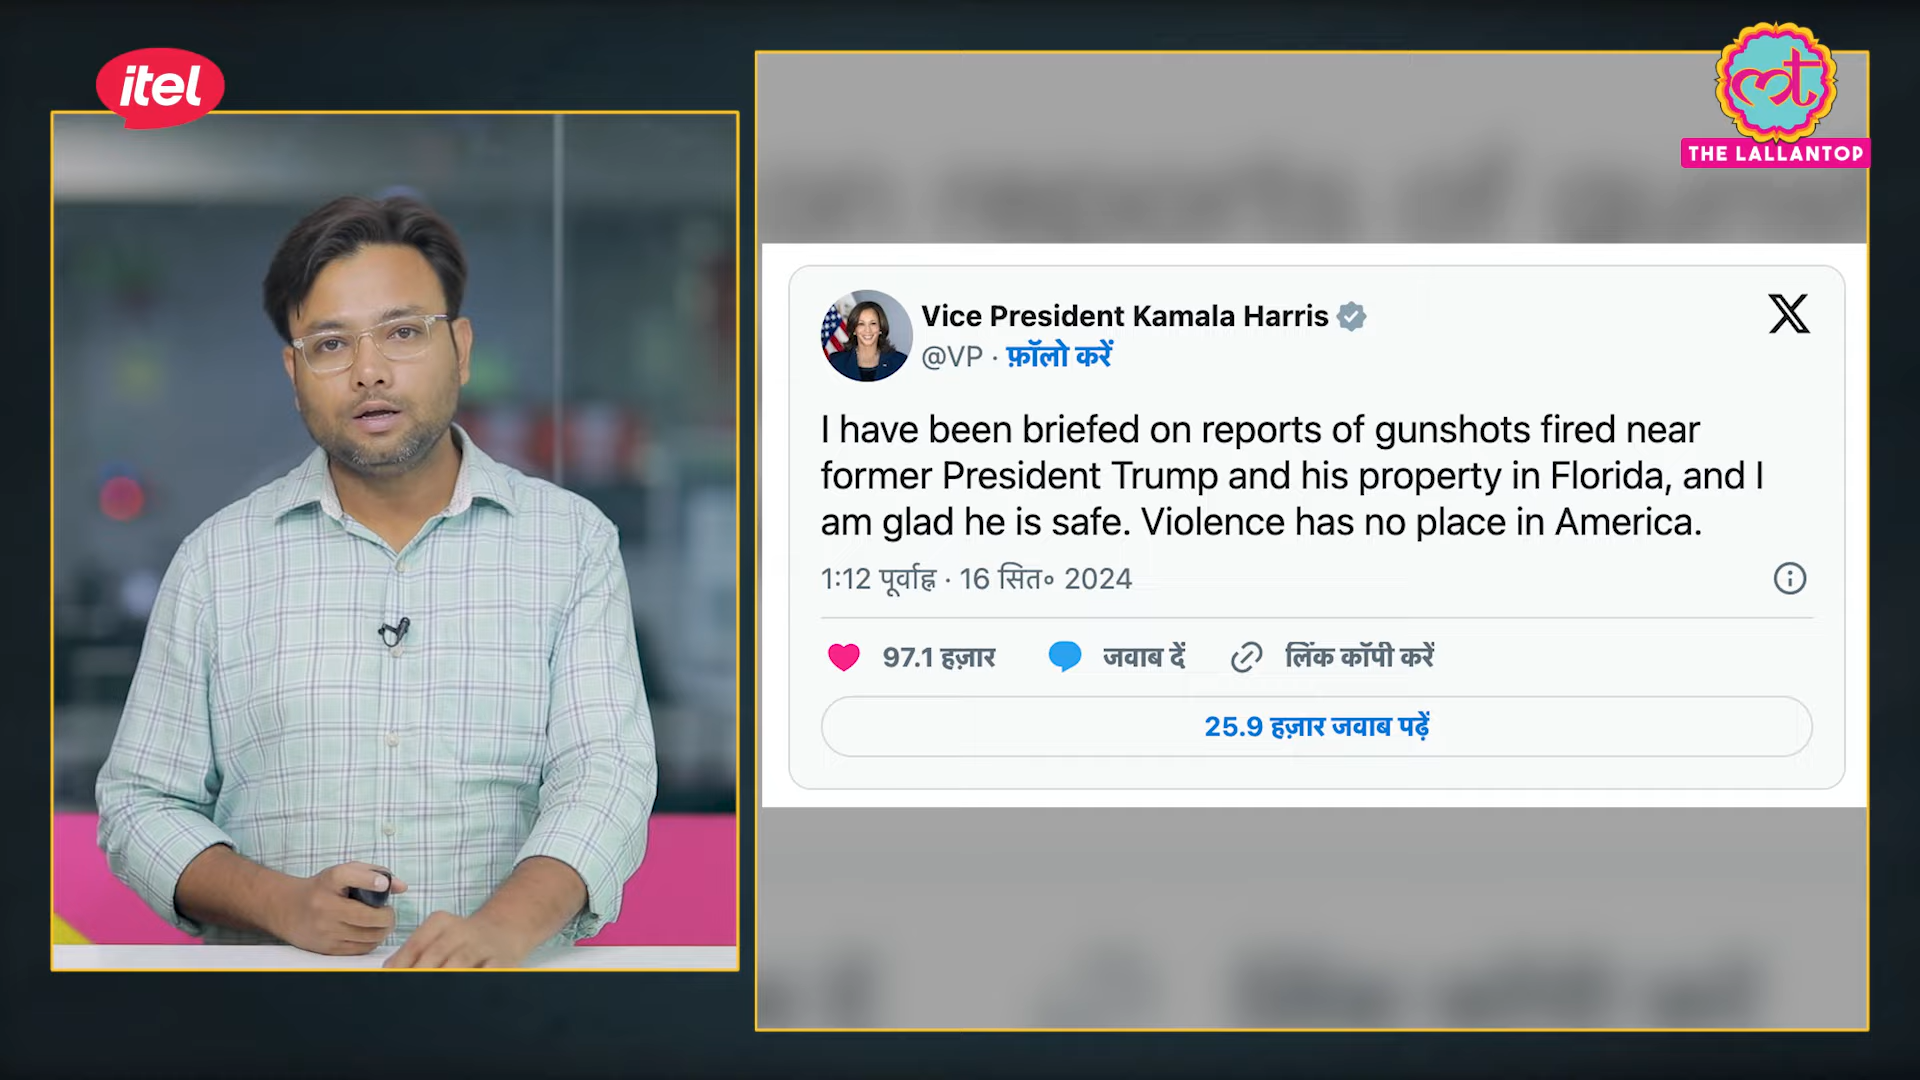 itel
THE LALLANTOP
Vice President Kamala Harris
@VP · फ़ॉलो करें
I have been briefed on reports of gunshots fired near
former President Trump and his property in Florida, and I
am glad he is safe. Violence has no place in America.
1:12 पूर्वाह्न · 16 सित॰ 2024
97.1 हज़ार
जवाब दें
लिंक कॉपी करें
25.9 हज़ार जवाब पढ़ें